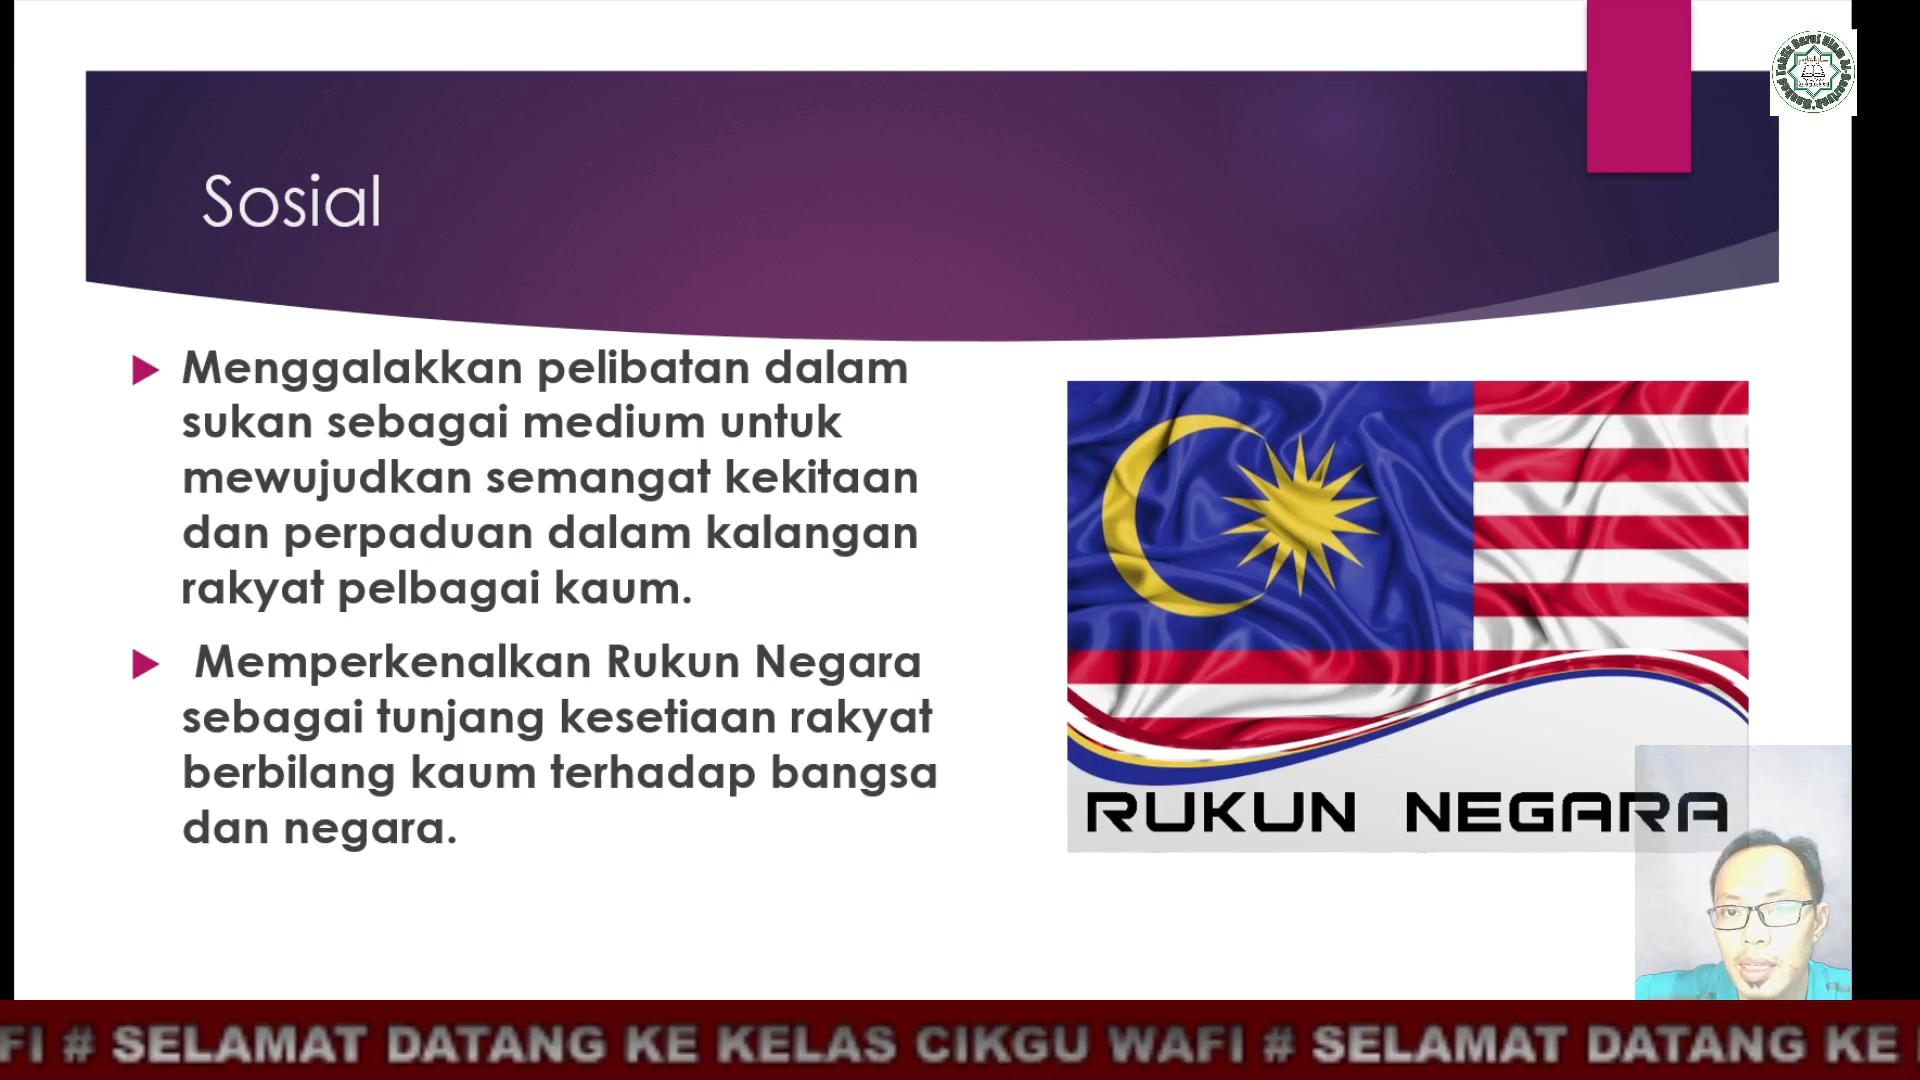 Sosial
Menggalakkan pelibatan dalam
sukan sebagai medium untuk
mewujudkan semangat kekitaan
dan perpaduan dalam kalangan
rakyat pelbagai kaum.
Memperkenalkan Rukun Negara
sebagai tunjang kesetiaan rakyat
berbilang kaum terhadap bangsa
dan negara.
RUKUN NEGARA
FI # SELAMAT DATANG KE KELAS CIKGU WAFI # SELAMAT DATANG KE